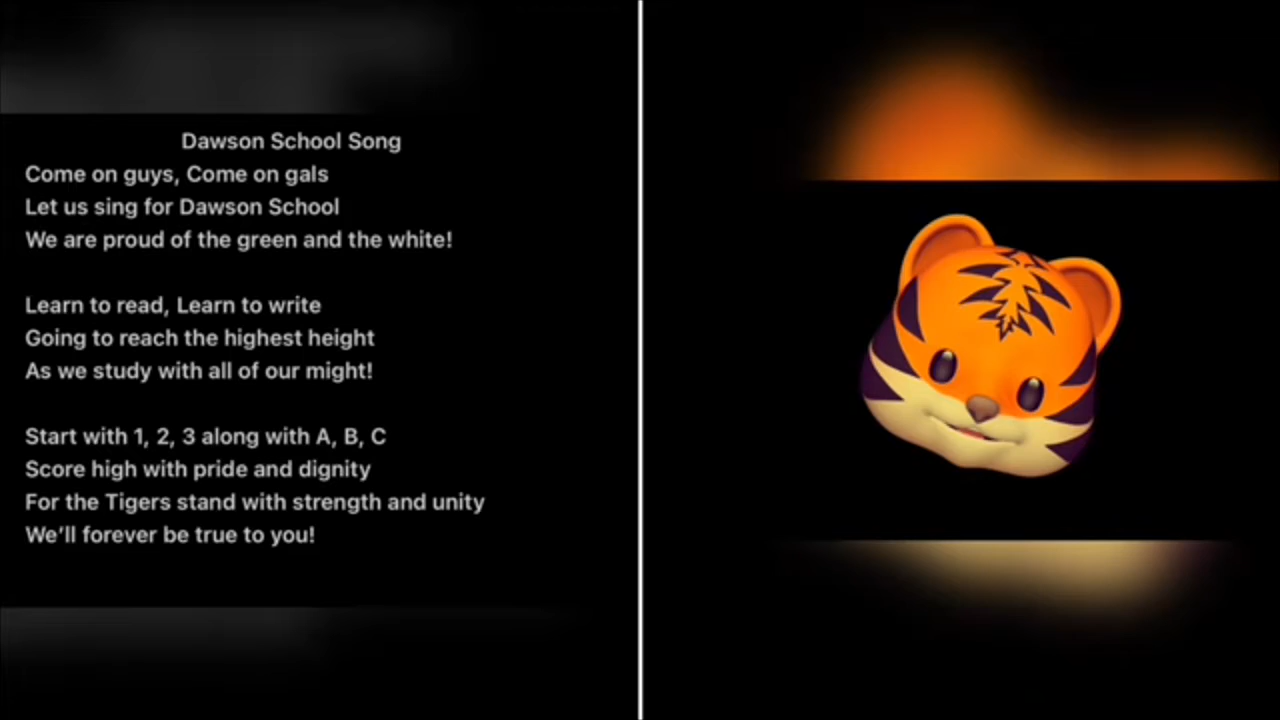 Dawson School Song
Come on guys, Come on gals
Let us sing for Dawson School
We are proud of the green and the white!
Learn to read, Learn to write
Going to reach the highest height
As we study with all of our might!
Start with 1, 2, 3 along with A, B, C
Score high with pride and dignity
For the Tigers stand with strength and unity
We’ll forever be true to you!